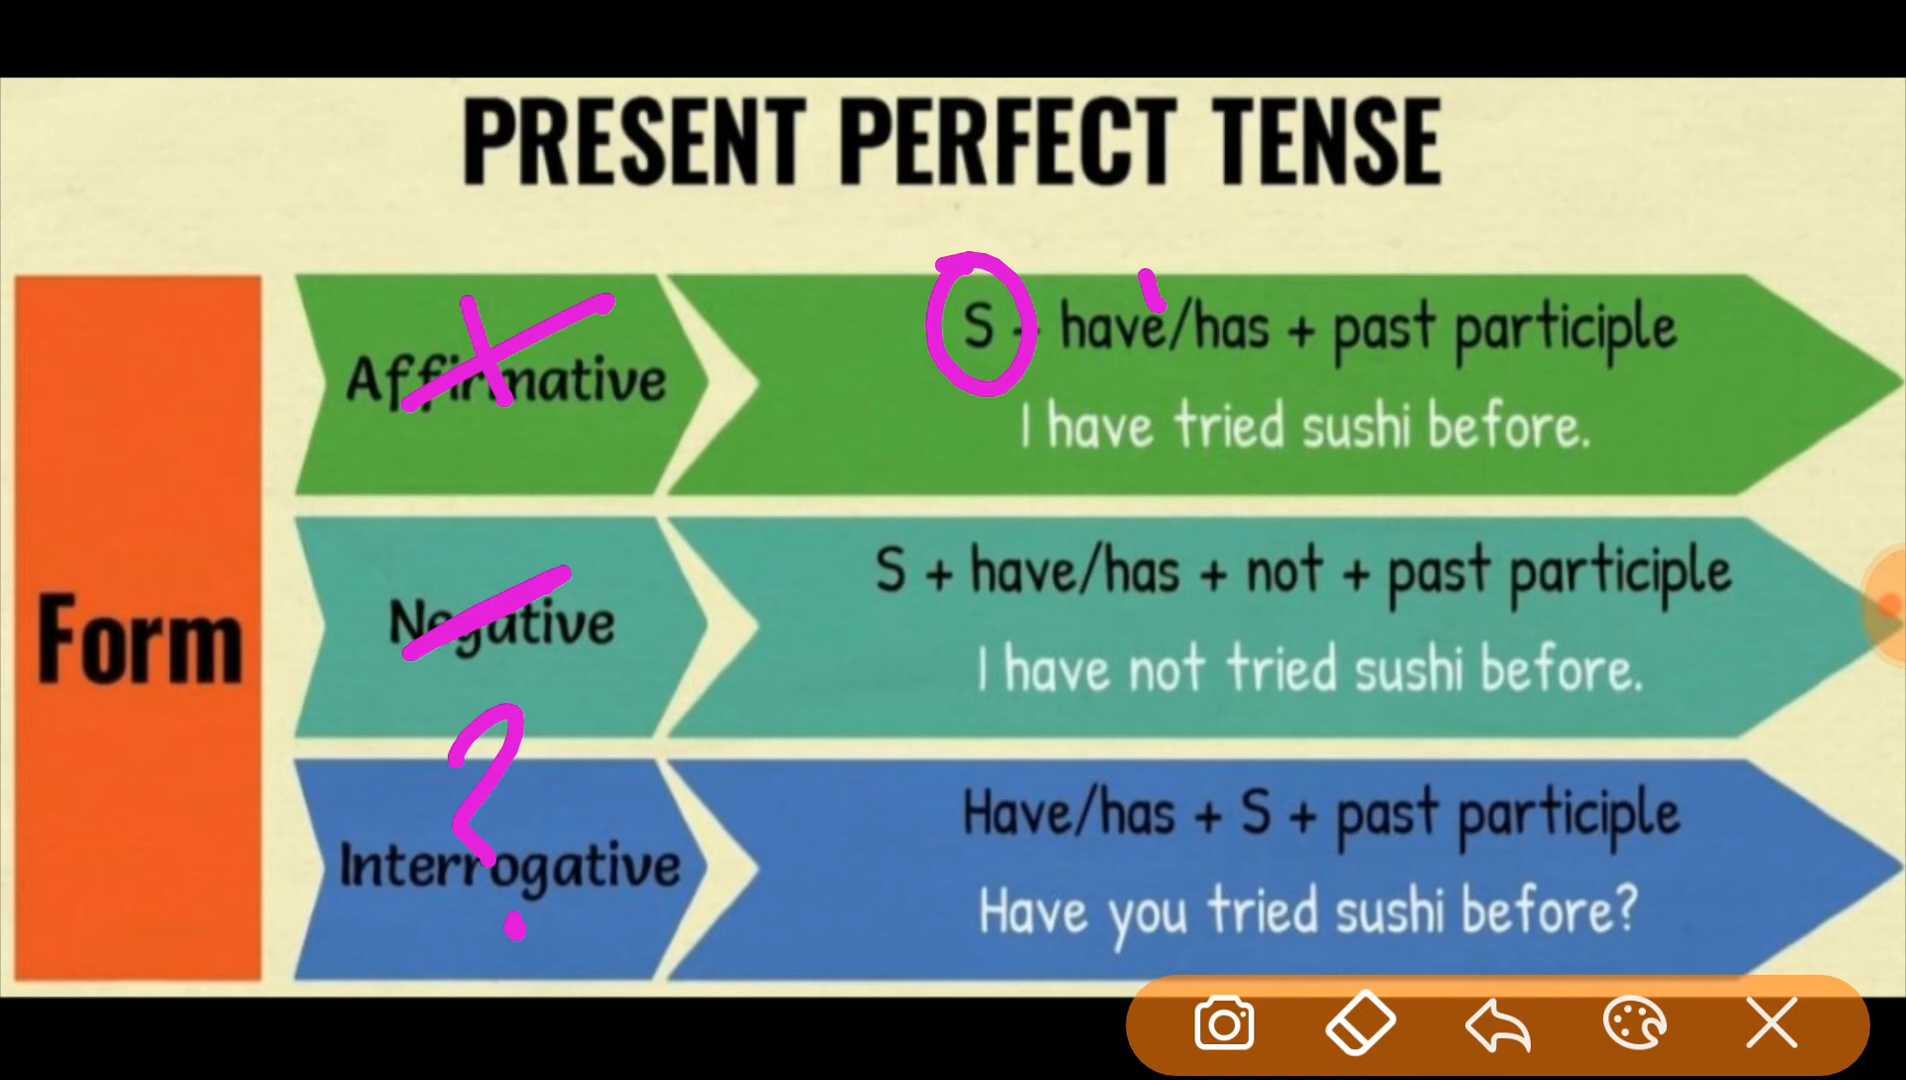 PRESENT PERFECT TENSE
Form
Affirmative
S + have/has + past participle
I have tried sushi before.
Negative
S + have/has + not + past participle
I have not tried sushi before.
?
Interrogative
Have/has + S + past participle
Have you tried sushi before?